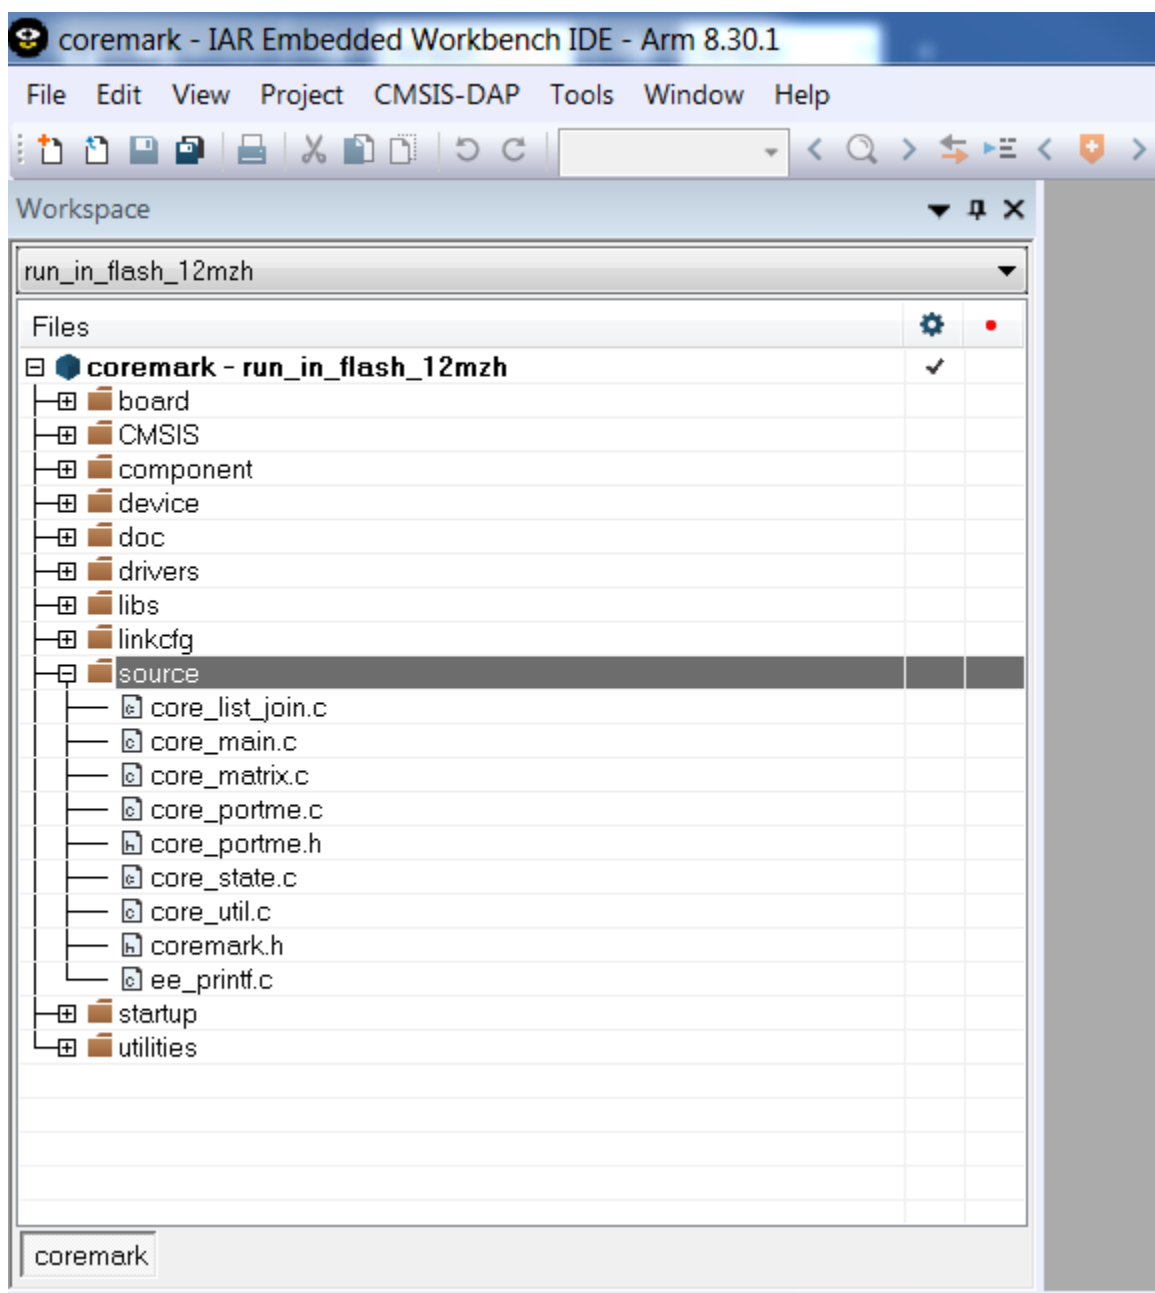 coremark - IAR Embedded Workbench IDE - Arm 8.30.1
File Edit View Project CMSIS-DAP Tools Window Help
Workspace
run_in_flash_12mzh
Files
coremark - run_in_flash_12mzh
board
CMSIS
component
device
doc
drivers
libs
linkcfg
source
core_list_join.c
core_main.c
core_matrix.c
core_portme.c
core_portme.h
core_state.c
core_util.c
coremark.h
ee_printf.c
startup
utilities
coremark